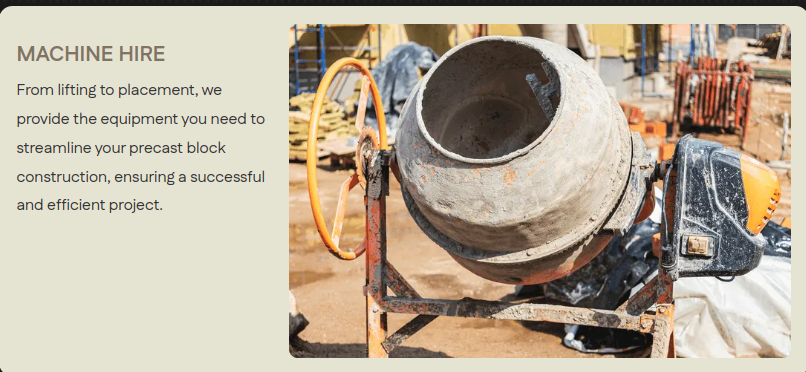 MACHINE HIRE
From lifting to placement, we
provide the equipment you need to
streamline your precast block
construction, ensuring a successful
and efficient project.